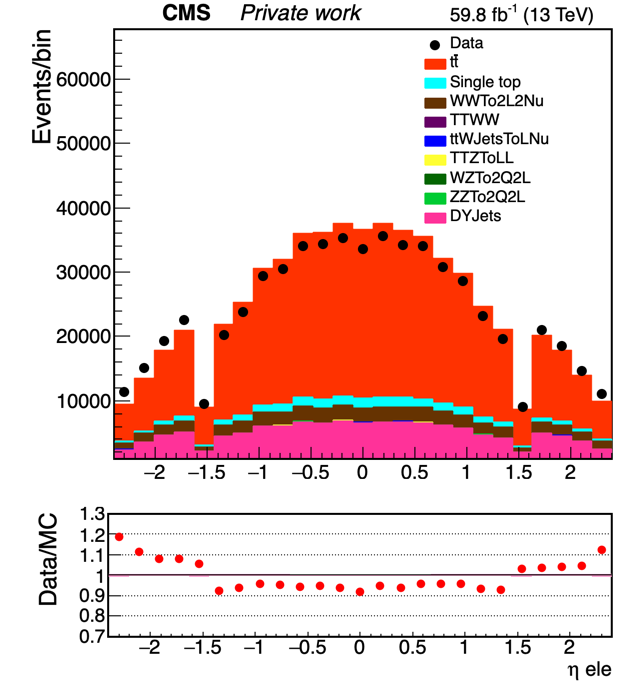 CMS Private work 59.8 fb⁻¹ (13 TeV)
Events/bin
60000
50000
40000
30000
20000
10000
Data
tt̄
Single top
WWTo2L2Nu
TTWW
ttWJetsToLNu
TTZToLL
WZTo2Q2L
ZZTo2Q2L
DYJets
−2 −1.5 −1 −0.5 0 0.5 1 1.5 2
Data/MC
1.3
1.2
1.1
1
0.9
0.8
0.7
−2 −1.5 −1 −0.5 0 0.5 1 1.5 2
η ele